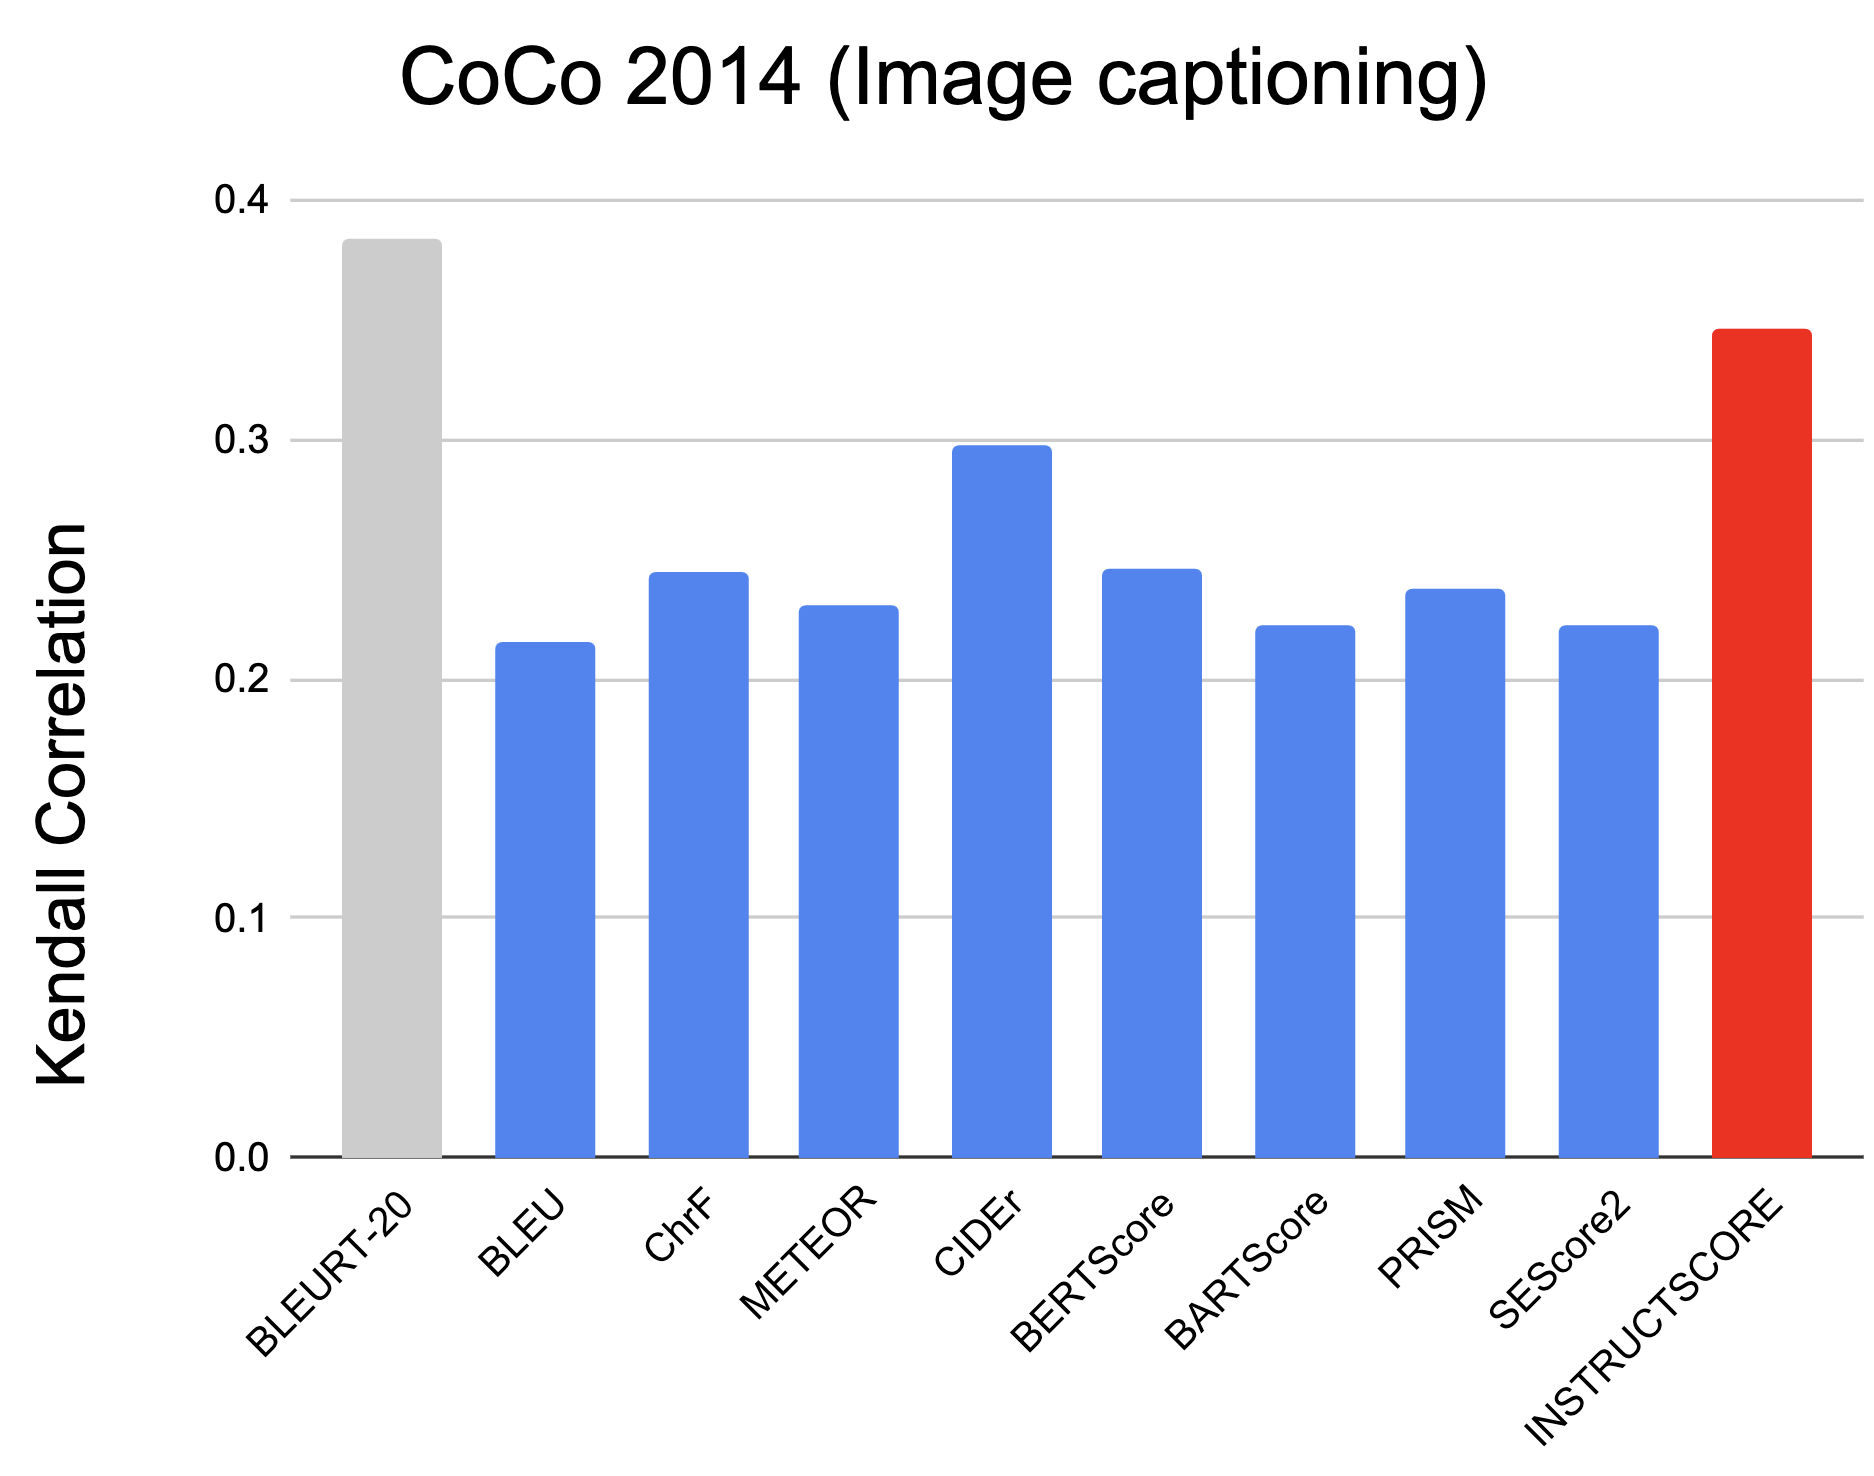 CoCo 2014 (Image captioning)
Kendall Correlation
0.4
0.3
0.2
0.1
0.0
BLEURT-20
BLEU
ChrF
METEOR
CIDEr
BERTScore
BARTScore
PRISM
SEScore2
INSTRUCTSCORE